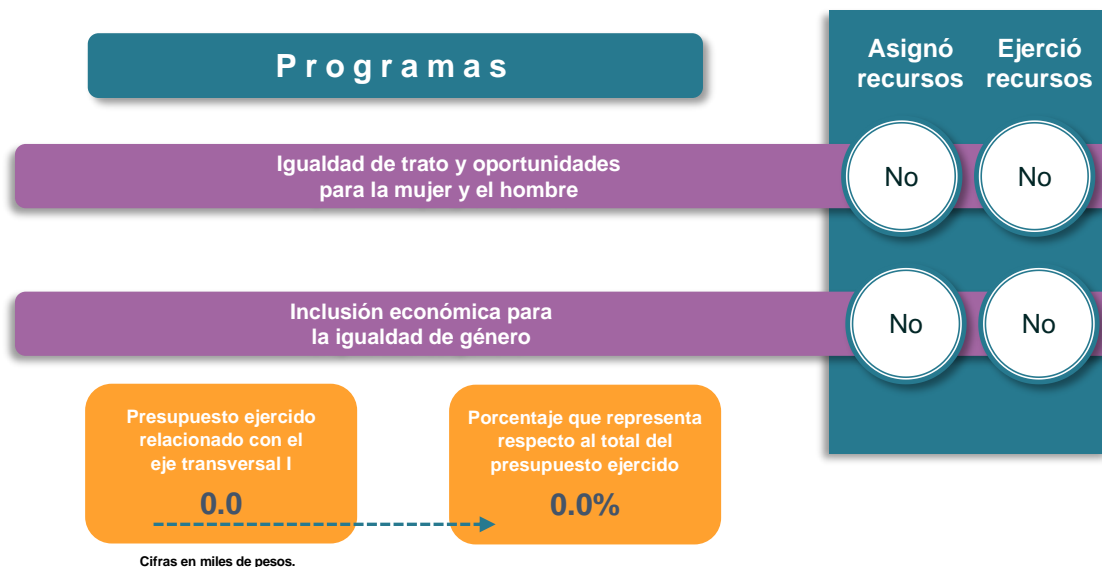 Programas
Asignó recursos
Ejerció recursos
Igualdad de trato y oportunidades
para la mujer y el hombre
No
No
Inclusión económica para
la igualdad de género
No
No
Presupuesto ejercido
relacionado con el
eje transversal I
0.0
Porcentaje que representa
respecto al total del
presupuesto ejercido
0.0%
Cifras en miles de pesos.